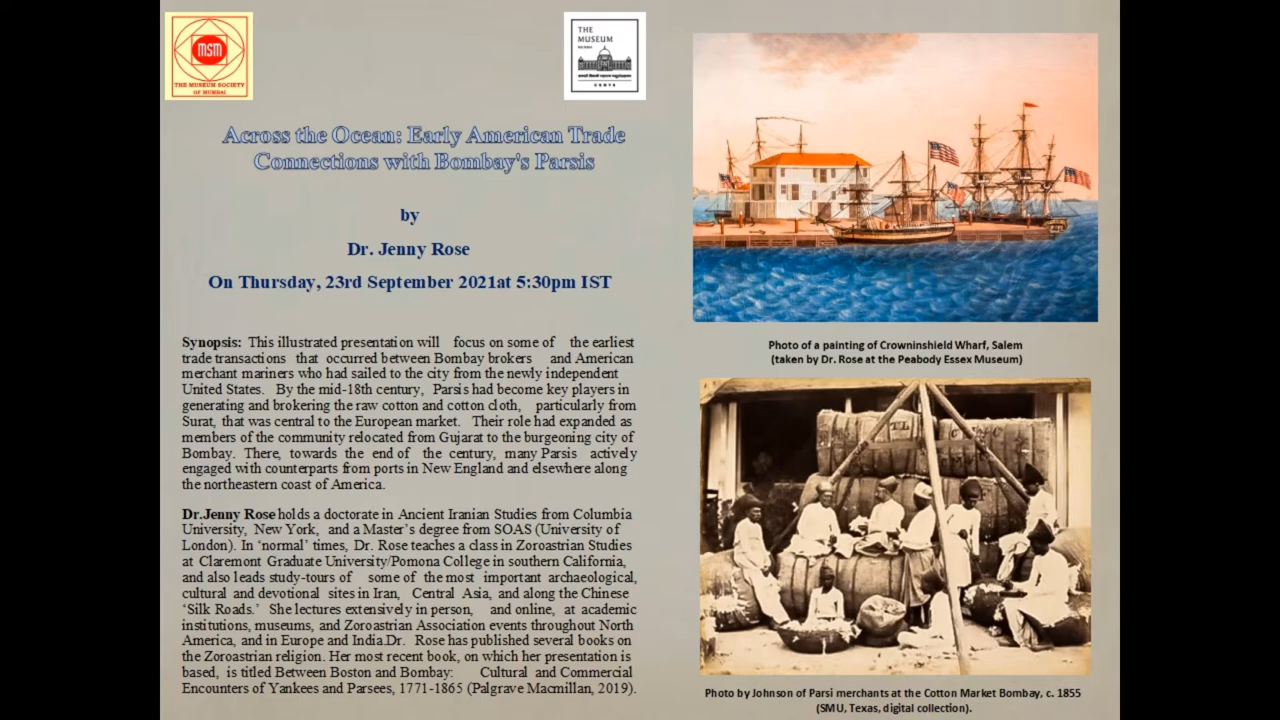 msm
THE MUSEUM SOCIETY
OF MUMBAI
THE
MUSEUM
MUMBAI
CSMVS
Across the Ocean: Early American Trade
Connections with Bombay's Parsis
by
Dr. Jenny Rose
On Thursday, 23rd September 2021at 5:30pm IST
Synopsis: This illustrated presentation will focus on some of the earliest
trade transactions that occurred between Bombay brokers and American
merchant mariners who had sailed to the city from the newly independent
United States. By the mid-18th century, Parsis had become key players in
generating and brokering the raw cotton and cotton cloth, particularly from
Surat, that was central to the European market. Their role had expanded as
members of the community relocated from Gujarat to the burgeoning city of
Bombay. There, towards the end of the century, many Parsis actively
engaged with counterparts from ports in New England and elsewhere along
the northeastern coast of America.
Dr.Jenny Rose holds a doctorate in Ancient Iranian Studies from Columbia
University, New York, and a Master's degree from SOAS (University of
London). In ‘normal’ times, Dr. Rose teaches a class in Zoroastrian Studies
at Claremont Graduate University/Pomona College in southern California,
and also leads study-tours of some of the most important archaeological,
cultural and devotional sites in Iran, Central Asia, and along the Chinese
‘Silk Roads.’ She lectures extensively in person, and online, at academic
institutions, museums, and Zoroastrian Association events throughout North
America, and in Europe and India.Dr. Rose has published several books on
the Zoroastrian religion. Her most recent book, on which her presentation is
based, is titled Between Boston and Bombay: Cultural and Commercial
Encounters of Yankees and Parsees, 1771-1865 (Palgrave Macmillan, 2019).
Photo of a painting of Crowninshield Wharf, Salem
(taken by Dr. Rose at the Peabody Essex Museum)
Photo by Johnson of Parsi merchants at the Cotton Market Bombay, c. 1855
(SMU, Texas, digital collection).